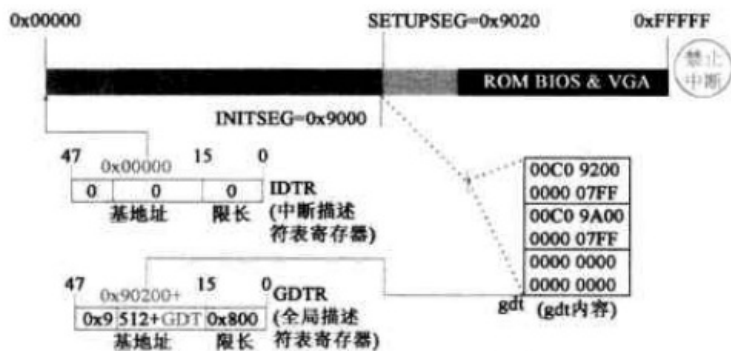 0x00000
SETUPSEG=0x9020
0xFFFFF
ROM BIOS & VGA
禁止
中断
INITSEG=0x9000
47
0x00000
15
0
0
0
0
基地址
限长
IDTR
(中断描述
符表寄存器)
00C0 9200
0000 07FF
00C0 9A00
0000 07FF
0000 0000
0000 0000
gdt
(gdt内容)
47
0x90200+
15
0
0x9
512+GDT
0x800
基地址
限长
GDTR
(全局描述
符表寄存器)